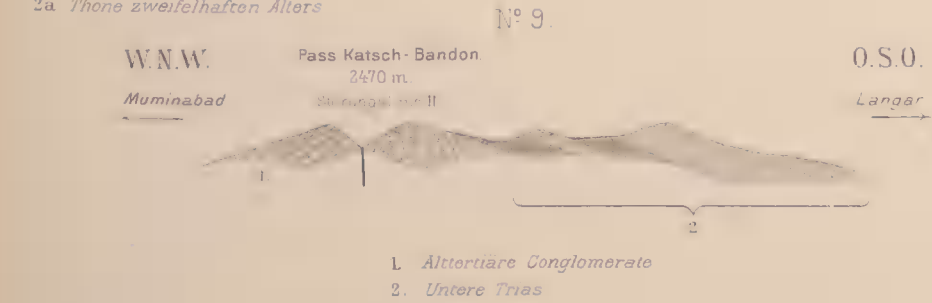 2a Thone zweifelhaften Alters
Nº 9.
W.N.W.
Pass Katsch-Bandon.
O.S.O.
2470 m.
Muminabad
II
Langar
1
2
1. Alttertiäre Conglomerate
2. Untere Trias